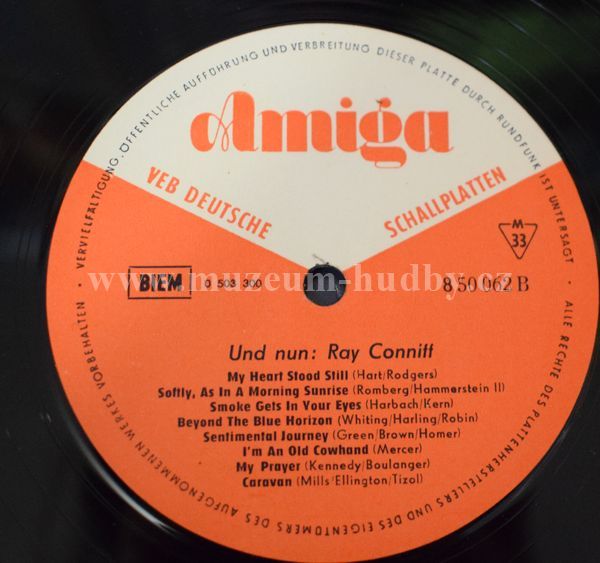 VERVIELFÄLTIGUNG. ÖFFENTLICHE AUFFÜHRUNG UND VERBREITUNG DIESER PLATTE DURCH RUNDFUNK IST UNTERSAGT · ALLE RECHTE DES PLATTENHERSTELLERS UND DES EIGENTÜMERS DES AUFGENOMMENEN WERKES VORBEHALTEN ·
Amiga
VEB DEUTSCHE SCHALLPLATTEN
M
33
www.muzeum-hudby.cz
BIEM 0 503 300 8 50 062 B
Und nun: Ray Conniff
My Heart Stood Still (Hart/Rodgers)
Softly, As In A Morning Sunrise (Romberg/Hammerstein II)
Smoke Gets In Your Eyes (Harbach/Kern)
Beyond The Blue Horizon (Whiting/Harling/Robin)
Sentimental Journey (Green/Brown/Homer)
I'm An Old Cowhand (Mercer)
My Prayer (Kennedy/Boulanger)
Caravan (Mills/Ellington/Tizol)